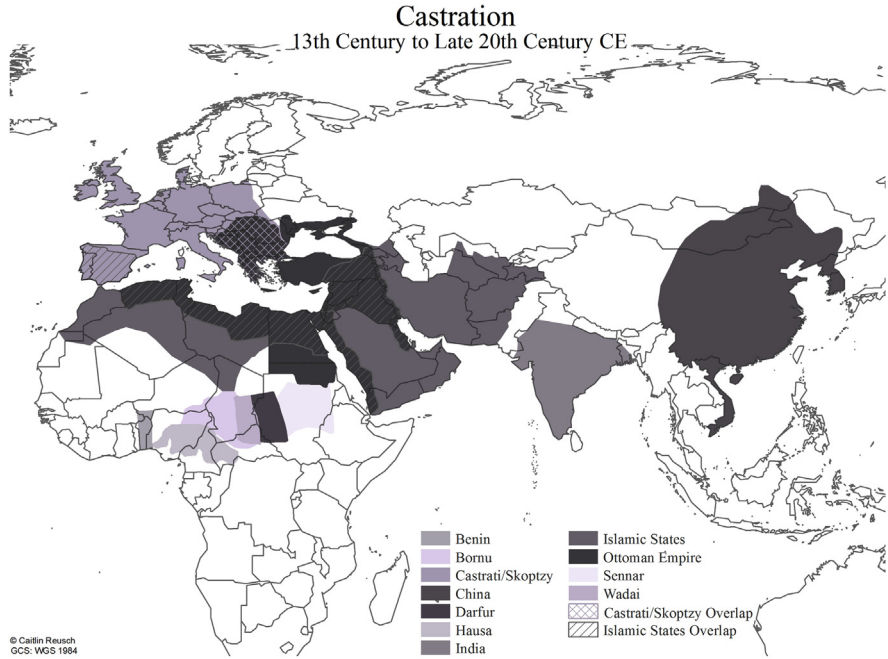 Castration
13th Century to Late 20th Century CE
Benin
Bornu
Castrati/Skoptzy
China
Darfur
Hausa
India
Islamic States
Ottoman Empire
Sennar
Wadai
Castrati/Skoptzy Overlap
Islamic States Overlap
© Caitlin Reusch
GCS: WGS 1984